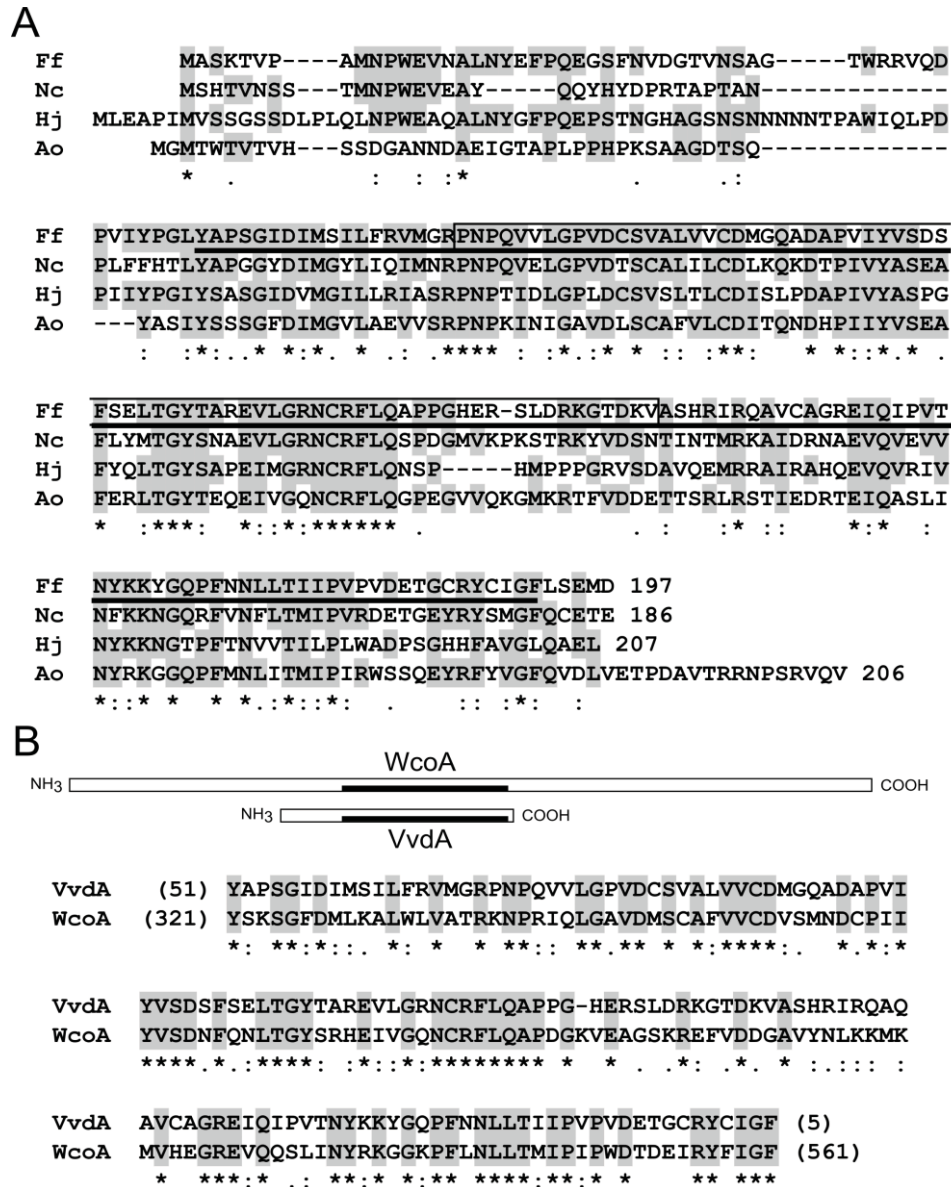 A
Ff MASKTVP----AMNPWEVNALNYEFPQEGSFNVDGTVNSAG-----TWRRVQD
Nc MSHTVNSS---TMNPWEVEAY-----QQYHYDPRTAPTAN-------------
Hj MLEAPIMVSSGSSDLPLQLNPWEAQALNYGFPQEPSTNGHAGSNSNNNNNTPAWIQLPD
Ao MGMTWTVTVH---SSDGANNDAEIGTAPLPPHPKSAAGDTSQ-------------
* . : : * . .:
Ff PVIYPGLYAPSGIDIMSILFRVMGRPNPQVVLGPVDCSVALVVCDMGQADAPVIYVSDS
Nc PLFFHTLYAPGGYDIMGYLIQIMNRPNPQVELGPVDTSCALILCDLKQKDTPIVYASEA
Hj PIIYPGIYSASGIDVMGILLRIASRPNPTIDLGPLDCSVSLTLCDISLPDAPIVYASPG
Ao ---YASIYSSSGFDIMGVLAEVVSRPNPKINIGAVDLSCAFVLCDITQNDHPIIYVSEA
: :*:..* *:*. * .: .**** : :*.:* * :: :**: * *::*.* .
Ff FSELTGYTAREVLGRNCRFLQAPPGHER-SLDRKGTDKVASHRIRQAVCAGREIQIPVT
Nc FLYMTGYSNAEVLGRNCRFLQSPDGMVKPKSTRKYVDSNTINTMRKAIDRNAEVQVEVV
Hj FYQLTGYSAPEIMGRNCRFLQNSP-----HMPPPGRVSDAVQEMRRAIRAHQEVQVRIV
Ao FERLTGYTEQEIVGQNCRFLQGPEGVVQKGMKRTFVDDETTSRLRSTIEDRTEIQASLI
* :***: *::*:****** . : :* :: *:* :
Ff NYKKYGQPFNNLLTIIPVPVDETGCRYCIGFLSEMD 197
Nc NFKKNGQRFVNFLTMIPVRDETGEYRYSMGFQCETE 186
Hj NYKKNGTPFTNVVTILPLWADPSGHHFAVGLQAEL 207
Ao NYRKGGQPFMNLITMIPIRWSSQEYRFYVGFQVDLVETPDAVTRRNPSRVQV 206
*::* * * *.:*::*: . :: :*: :
B
WcoA
NH3 COOH
NH3 COOH
VvdA
VvdA (51) YAPSGIDIMSILFRVMGRPNPQVVLGPVDCSVALVVCDMGQADAPVI
WcoA (321) YSKSGFDMLKALWLVATRKNPRIQLGAVDMSCAFVVCDVSMNDCPII
*: **:*::. *: * * **:: **.** * *:****:. *.*:*
VvdA YVSDSFSELTGYTAREVLGRNCRFLQAPPG-HERSLDRKGTDKVASHRIRQAQ
WcoA YVSDNFQNLTGYSRHEIVGQNCRFLQAPDGKVEAGSKREFVDDGAVYNLKKMK
****.*.:****: :*::*:******** * * . .*: .*. * :.::: :
VvdA AVCAGREIQIPVTNYKKYGQPFNNLLTIIPVPVDETGCRYCIGF (5)
WcoA MVHEGREVQQSLINYRKGGKPFLNLLTMIPIPWDTDEIRYFIGF (561)
* ***:* .: **:* *:** ****:**:* * ** ***